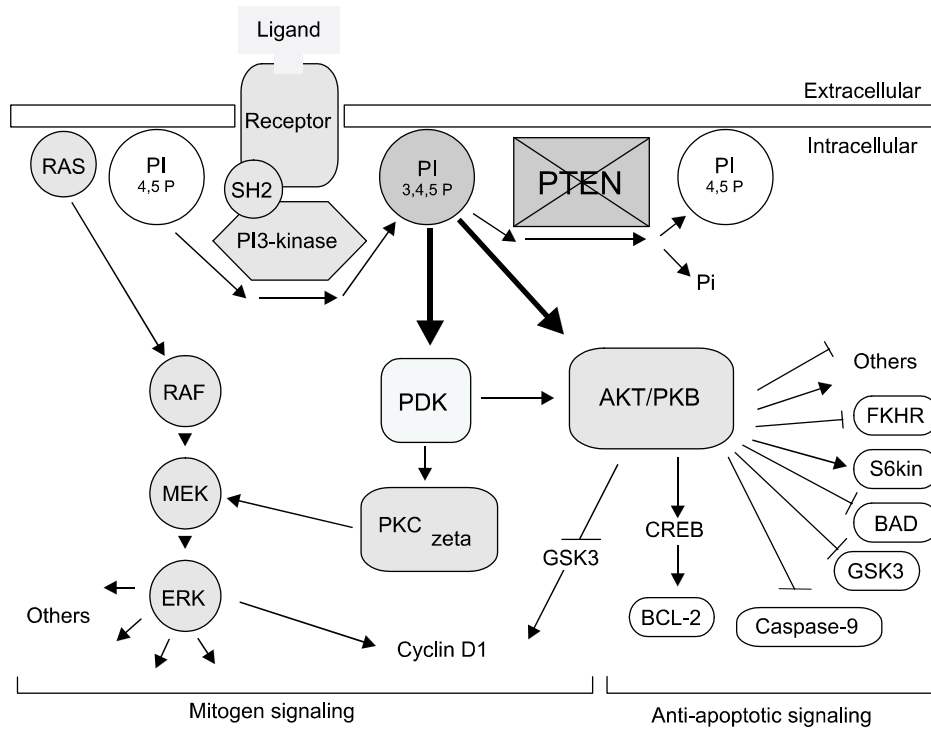 Ligand
Extracellular
Receptor
Intracellular
RAS
PI
4,5 P
SH2
PI
3,4,5 P
PTEN
PI
4,5 P
PI3-kinase
Pi
RAF
PDK
AKT/PKB
Others
FKHR
S6kin
MEK
PKC
zeta
GSK3
CREB
BAD
GSK3
ERK
Others
Cyclin D1
BCL-2
Caspase-9
Mitogen signaling
Anti-apoptotic signaling